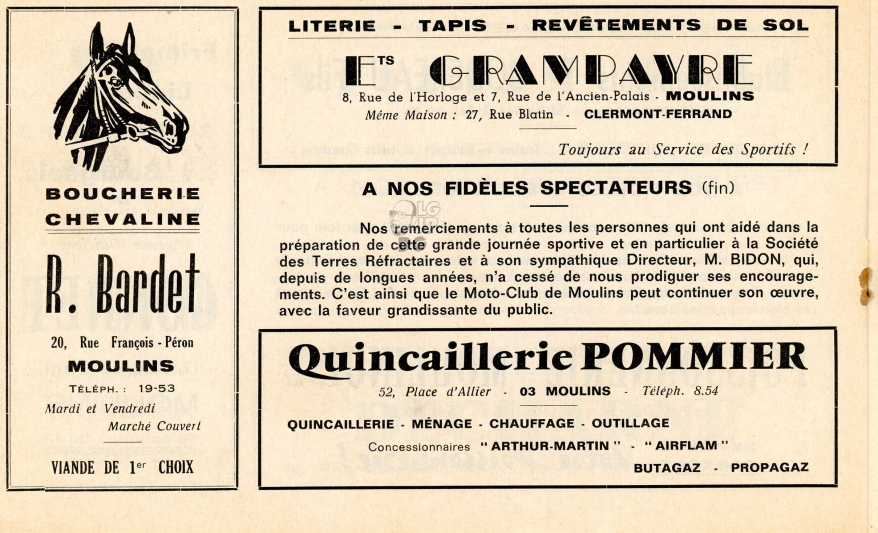 BOUCHERIE
CHEVALINE
R. Bardet
20, Rue François - Péron
MOULINS
TÉLÉPH. : 19-53
Mardi et Vendredi
Marché Couvert
VIANDE DE 1er CHOIX
LITERIE - TAPIS - REVÊTEMENTS DE SOL
ETS GRAMPAYRE
8, Rue de l'Horloge et 7, Rue de l'Ancien-Palais - MOULINS
Même Maison : 27, Rue Blatin - CLERMONT-FERRAND
Toujours au Service des Sportifs !
A NOS FIDÈLES SPECTATEURS (fin)
Nos remerciements à toutes les personnes qui ont aidé dans la
préparation de cette grande journée sportive et en particulier à la Société
des Terres Réfractaires et à son sympathique Directeur, M. BIDON, qui,
depuis de longues années, n'a cessé de nous prodiguer ses encourage-
ments. C'est ainsi que le Moto-Club de Moulins peut continuer son œuvre,
avec la faveur grandissante du public.
Quincaillerie POMMIER
52, Place d'Allier - 03 MOULINS - Téleph. 8.54
QUINCAILLERIE - MÉNAGE - CHAUFFAGE - OUTILLAGE
Concessionnaires "ARTHUR-MARTIN" - "AIRFLAM"
BUTAGAZ - PROPAGAZ